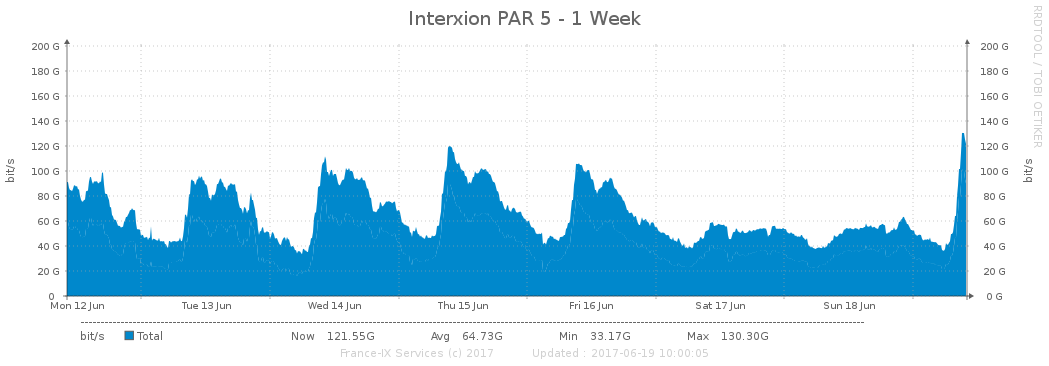 Interxion PAR 5 - 1 Week
RRDTOOL / TOBI OETIKER
bit/s
200 G 200 G
180 G 180 G
160 G 160 G
140 G 140 G
120 G 120 G
100 G 100 G
80 G 80 G
60 G 60 G
40 G 40 G
20 G 20 G
0 0 G
bit/s
Mon 12 Jun Tue 13 Jun Wed 14 Jun Thu 15 Jun Fri 16 Jun Sat 17 Jun Sun 18 Jun
bit/s Total Now 121.55G Avg 64.73G Min 33.17G Max 130.30G
France-IX Services (c) 2017 Updated : 2017-06-19 10:00:05